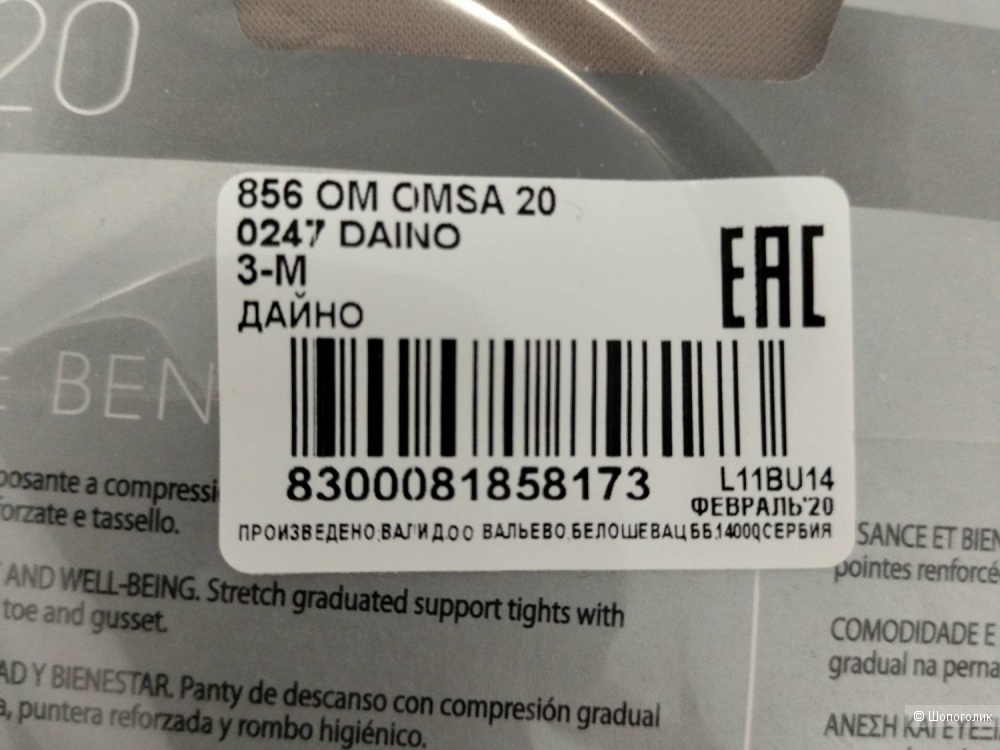 20
856 OM OMSA 20
0247 DAINO
3-M
ДАЙНО
EAC
E BEN
8300081858173
L11BU14
ФЕВРАЛЬ'20
ПРОИЗВЕДЕНО,ВАЛИ Д.О.О ВАЛЬЕВО,БЕЛОШЕВАЦ ББ,14000,СЕРБИЯ
posante a compressi
forzate e tassello.
AND WELL-BEING. Stretch graduated support tights with
toe and gusset.
AD Y BIENESTAR. Panty de descanso con compresión gradual
a, puntera reforzada y rombo higiénico.
SANCE ET BIEN
pointes renforcé
COMODIDADE E
gradual na perna
ΑΝΕΣΗ ΚΑΙ ΕΥΕΞΙ
© Шопоголик